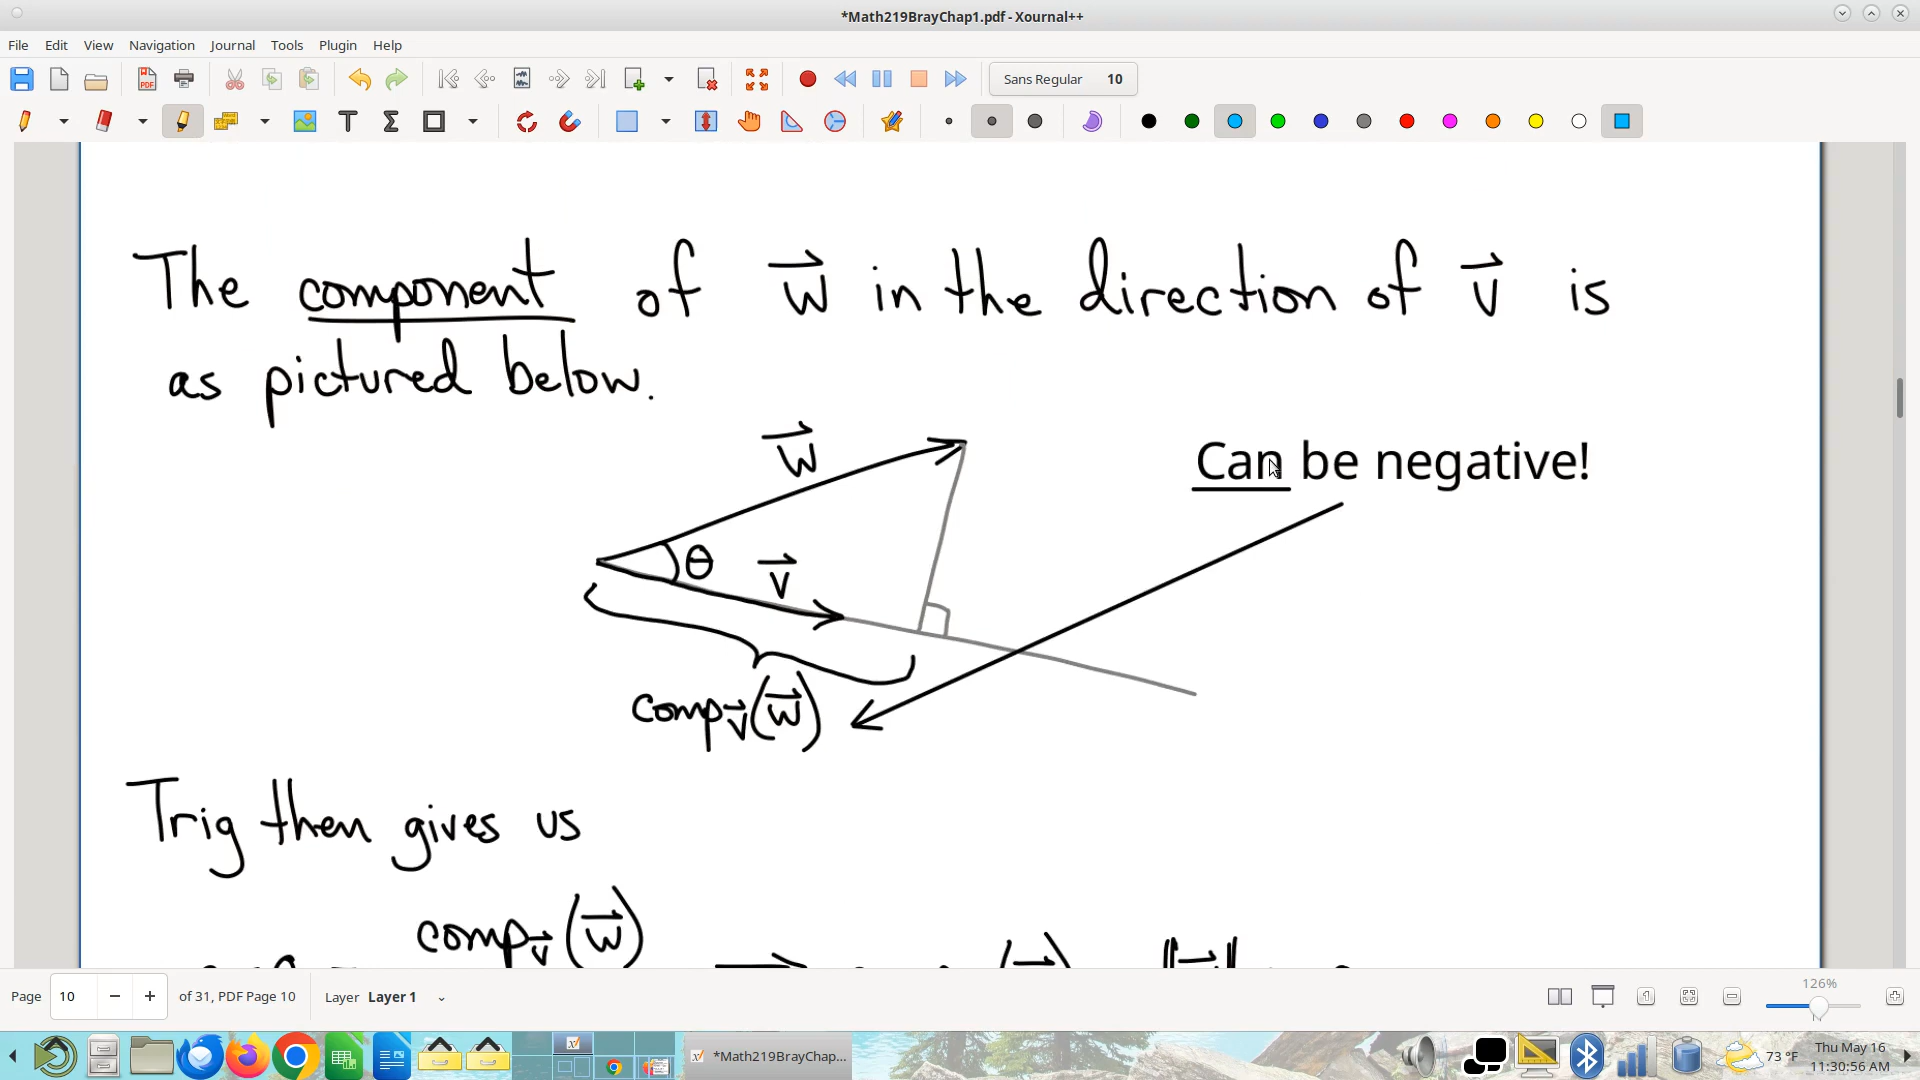 *Math219BrayChap1.pdf - Xournal++
File Edit View Navigation Journal Tools Plugin Help
Sans Regular 10
The component of w⃗ in the direction of v⃗ is
as pictured below.
w⃗
Can be negative!
θ v⃗
comp_v⃗(w⃗)
Trig then gives us
comp_v⃗(w⃗)
126%
Page 10 of 31, PDF Page 10 Layer Layer 1
*Math219BrayChap...
73 °F
Thu May 16
11:30:56 AM